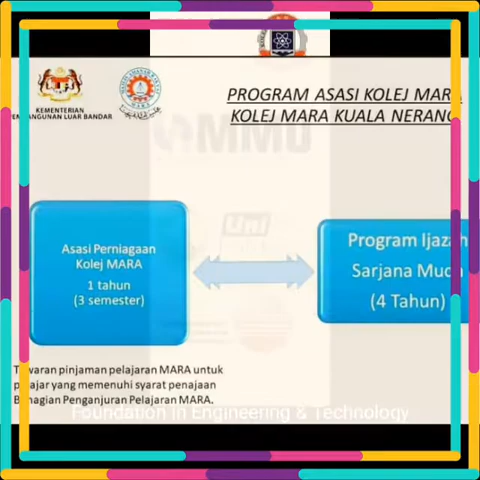 KEMENTERIAN
PEMBANGUNAN LUAR BANDAR
PROGRAM ASASI KOLEJ MARA
KOLEJ MARA KUALA NERANG
MMU
Uni
Asasi Perniagaan
Kolej MARA
1 tahun
(3 semester)
Program Ijazah
Sarjana Muda
(4 Tahun)
Tawaran pinjaman pelajaran MARA untuk
pelajar yang memenuhi syarat penajaan
Bahagian Penganjuran Pelajaran MARA.
Foundation in Engineering & Technology